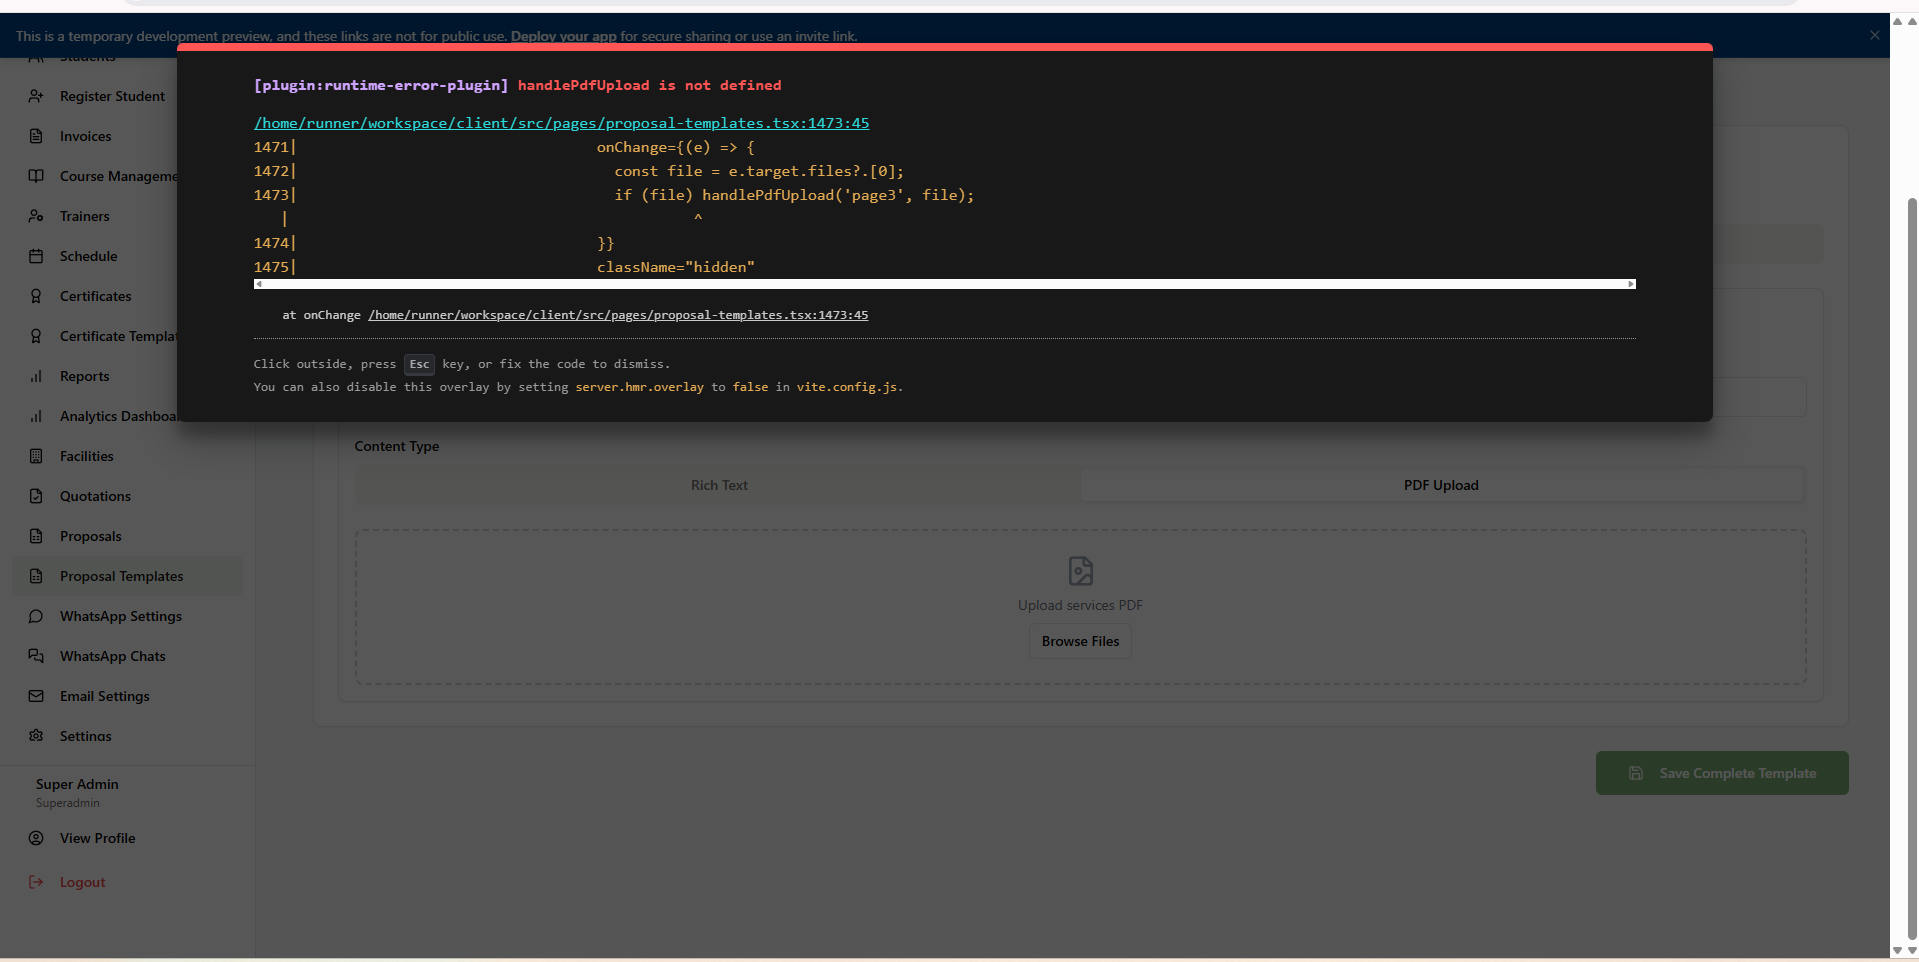 This is a temporary development preview, and these links are not for public use. Deploy your app for secure sharing or use an invite link.
[plugin:runtime-error-plugin] handlePdfUpload is not defined
/home/runner/workspace/client/src/pages/proposal-templates.tsx:1473:45
1471|                                  onChange={(e) => {
1472|                                    const file = e.target.files?.[0];
1473|                                    if (file) handlePdfUpload('page3', file);
    |                                              ^
1474|                                  }}
1475|                                  className="hidden"
at onChange /home/runner/workspace/client/src/pages/proposal-templates.tsx:1473:45
Click outside, press Esc key, or fix the code to dismiss.
You can also disable this overlay by setting server.hmr.overlay to false in vite.config.js.
Students
Register Student
Invoices
Course Manageme
Trainers
Schedule
Certificates
Certificate Templat
Reports
Analytics Dashboa
Facilities
Quotations
Proposals
Proposal Templates
WhatsApp Settings
WhatsApp Chats
Email Settings
Settings
Super Admin
Superadmin
View Profile
Logout
Content Type
Rich Text
PDF Upload
Upload services PDF
Browse Files
Save Complete Template